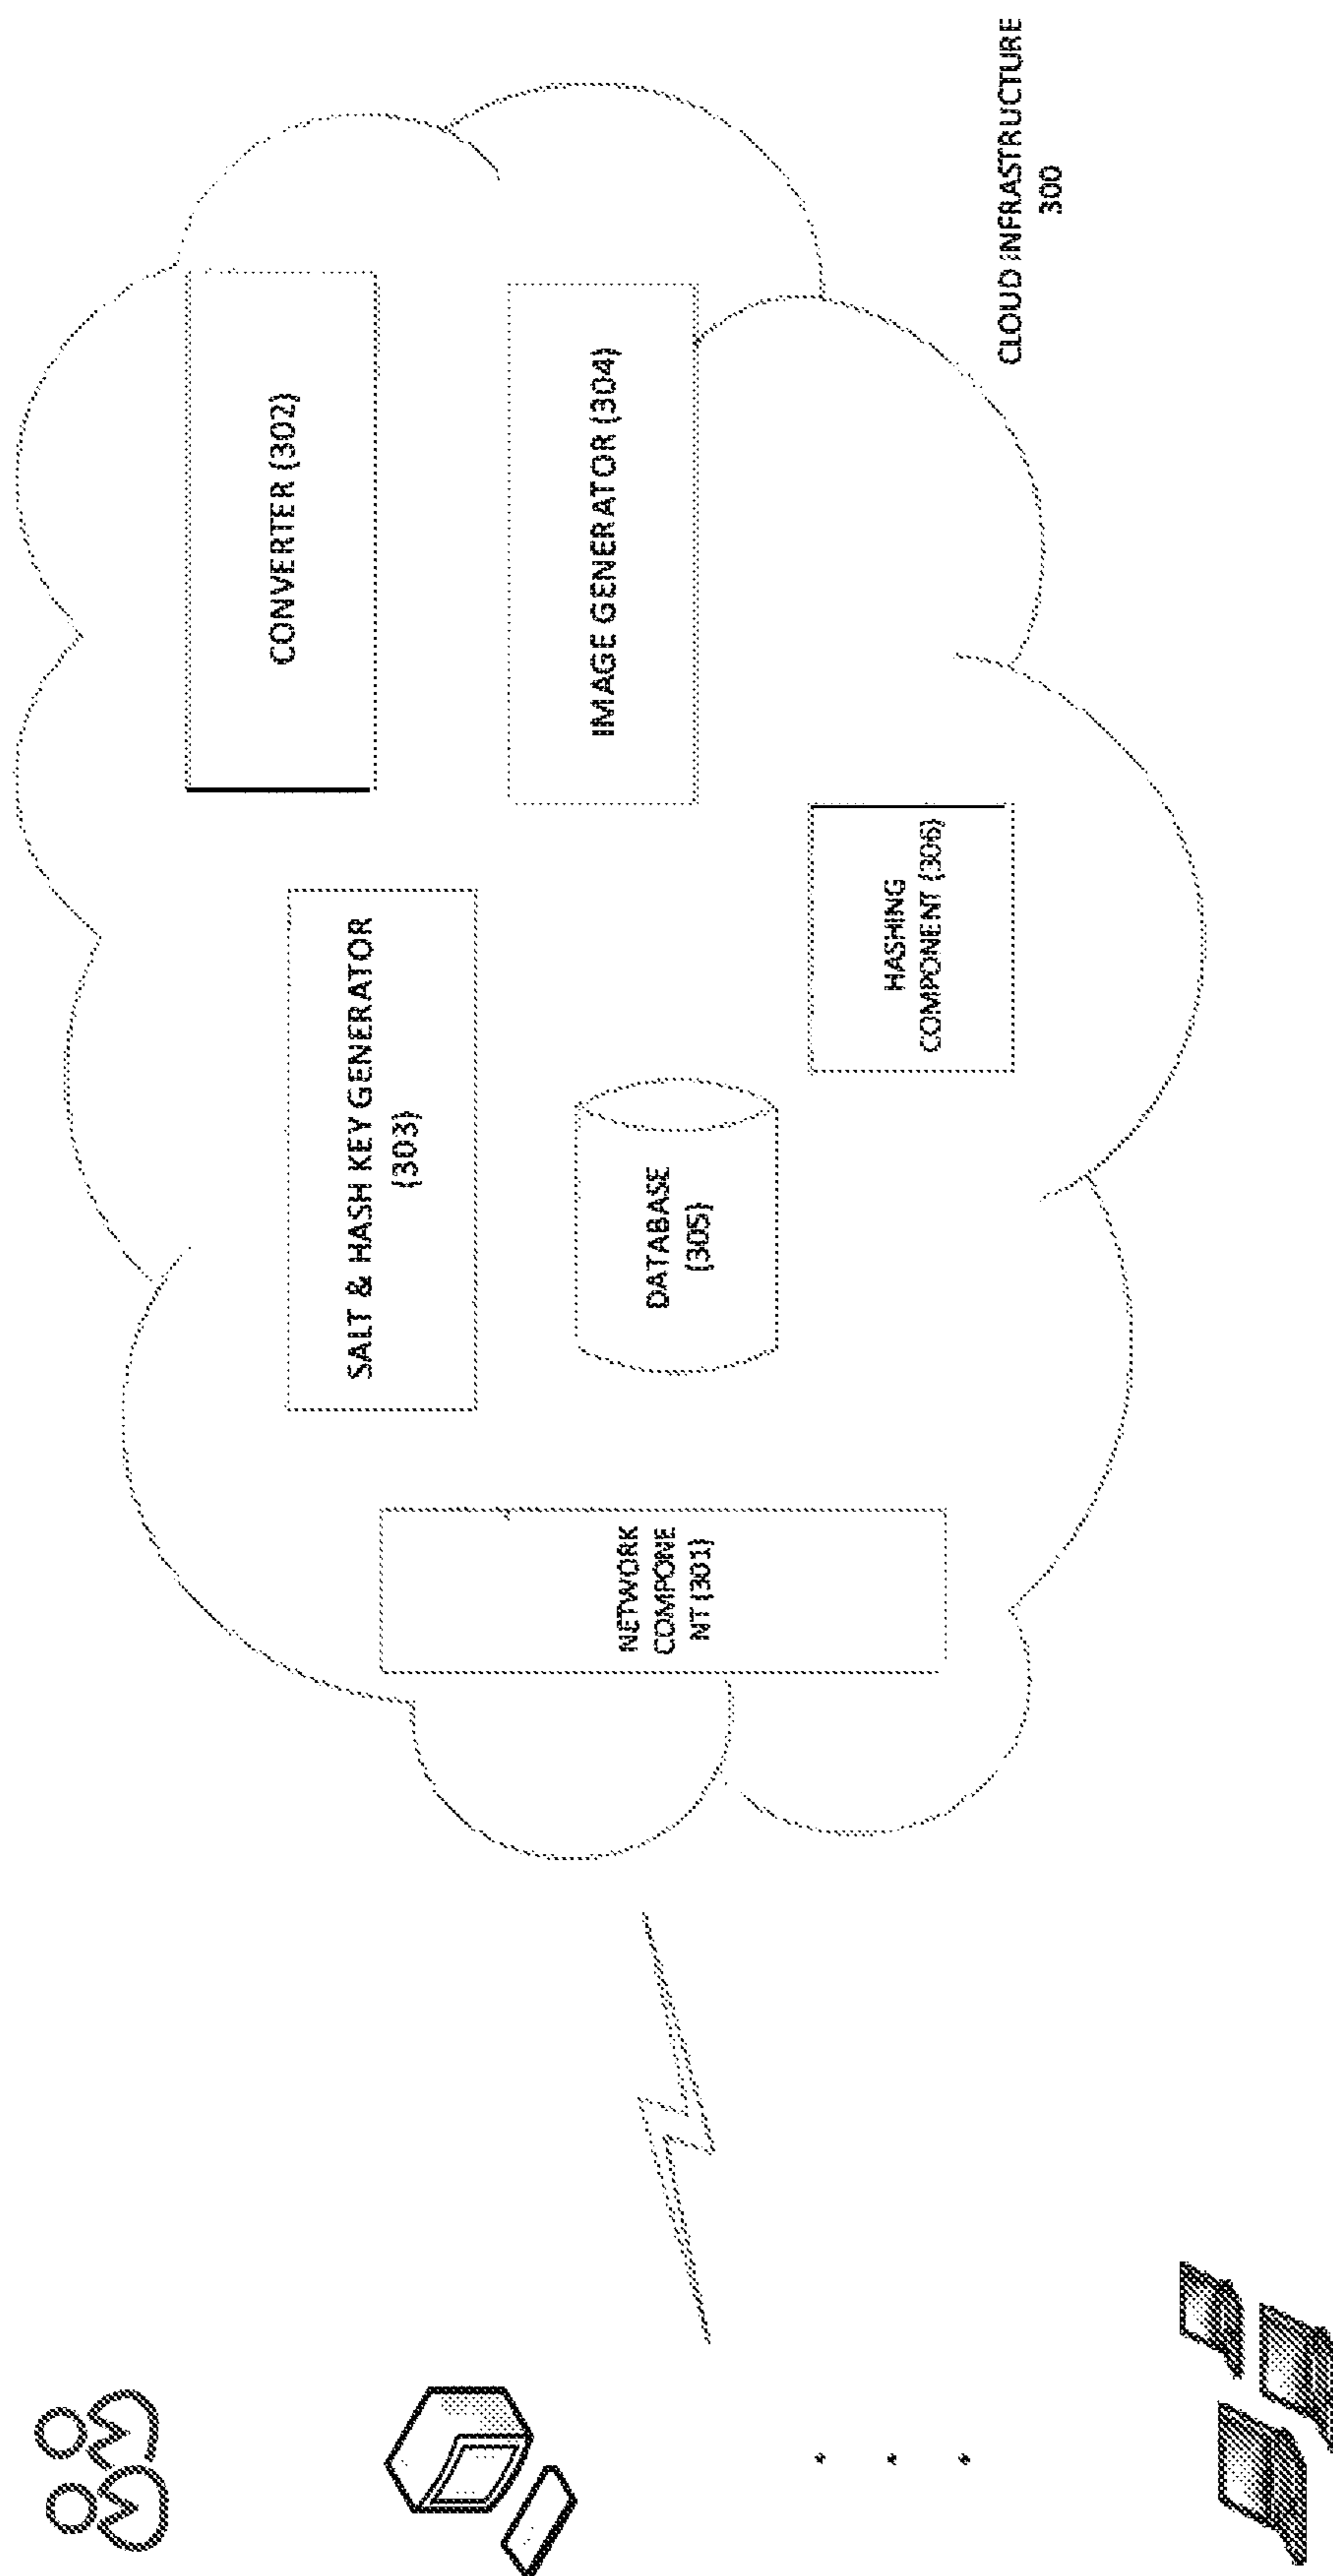 NETWORK
COMPONE
NT (301)
SALT & HASH KEY GENERATOR
(303)
DATABASE
(305)
CONVERTER (302)
IMAGE GENERATOR (304)
HASHING
COMPONENT (306)
CLOUD INFRASTRUCTURE
300